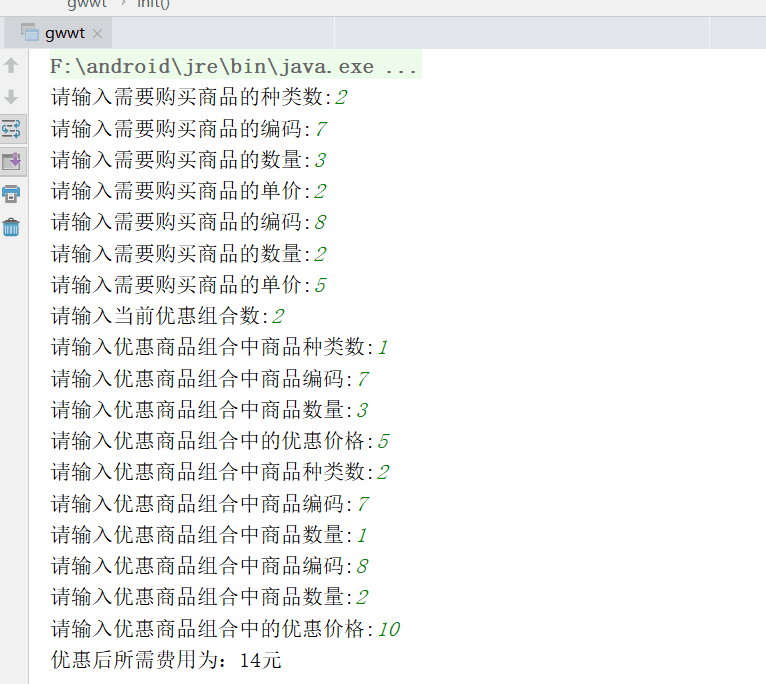 gwwt › init()
gwwt ×
F:\android\jre\bin\java.exe ...
请输入需要购买商品的种类数:2
请输入需要购买商品的编码:7
请输入需要购买商品的数量:3
请输入需要购买商品的单价:2
请输入需要购买商品的编码:8
请输入需要购买商品的数量:2
请输入需要购买商品的单价:5
请输入当前优惠组合数:2
请输入优惠商品组合中商品种类数:1
请输入优惠商品组合中商品编码:7
请输入优惠商品组合中商品数量:3
请输入优惠商品组合中的优惠价格:5
请输入优惠商品组合中商品种类数:2
请输入优惠商品组合中商品编码:7
请输入优惠商品组合中商品数量:1
请输入优惠商品组合中商品编码:8
请输入优惠商品组合中商品数量:2
请输入优惠商品组合中的优惠价格:10
优惠后所需费用为：14元